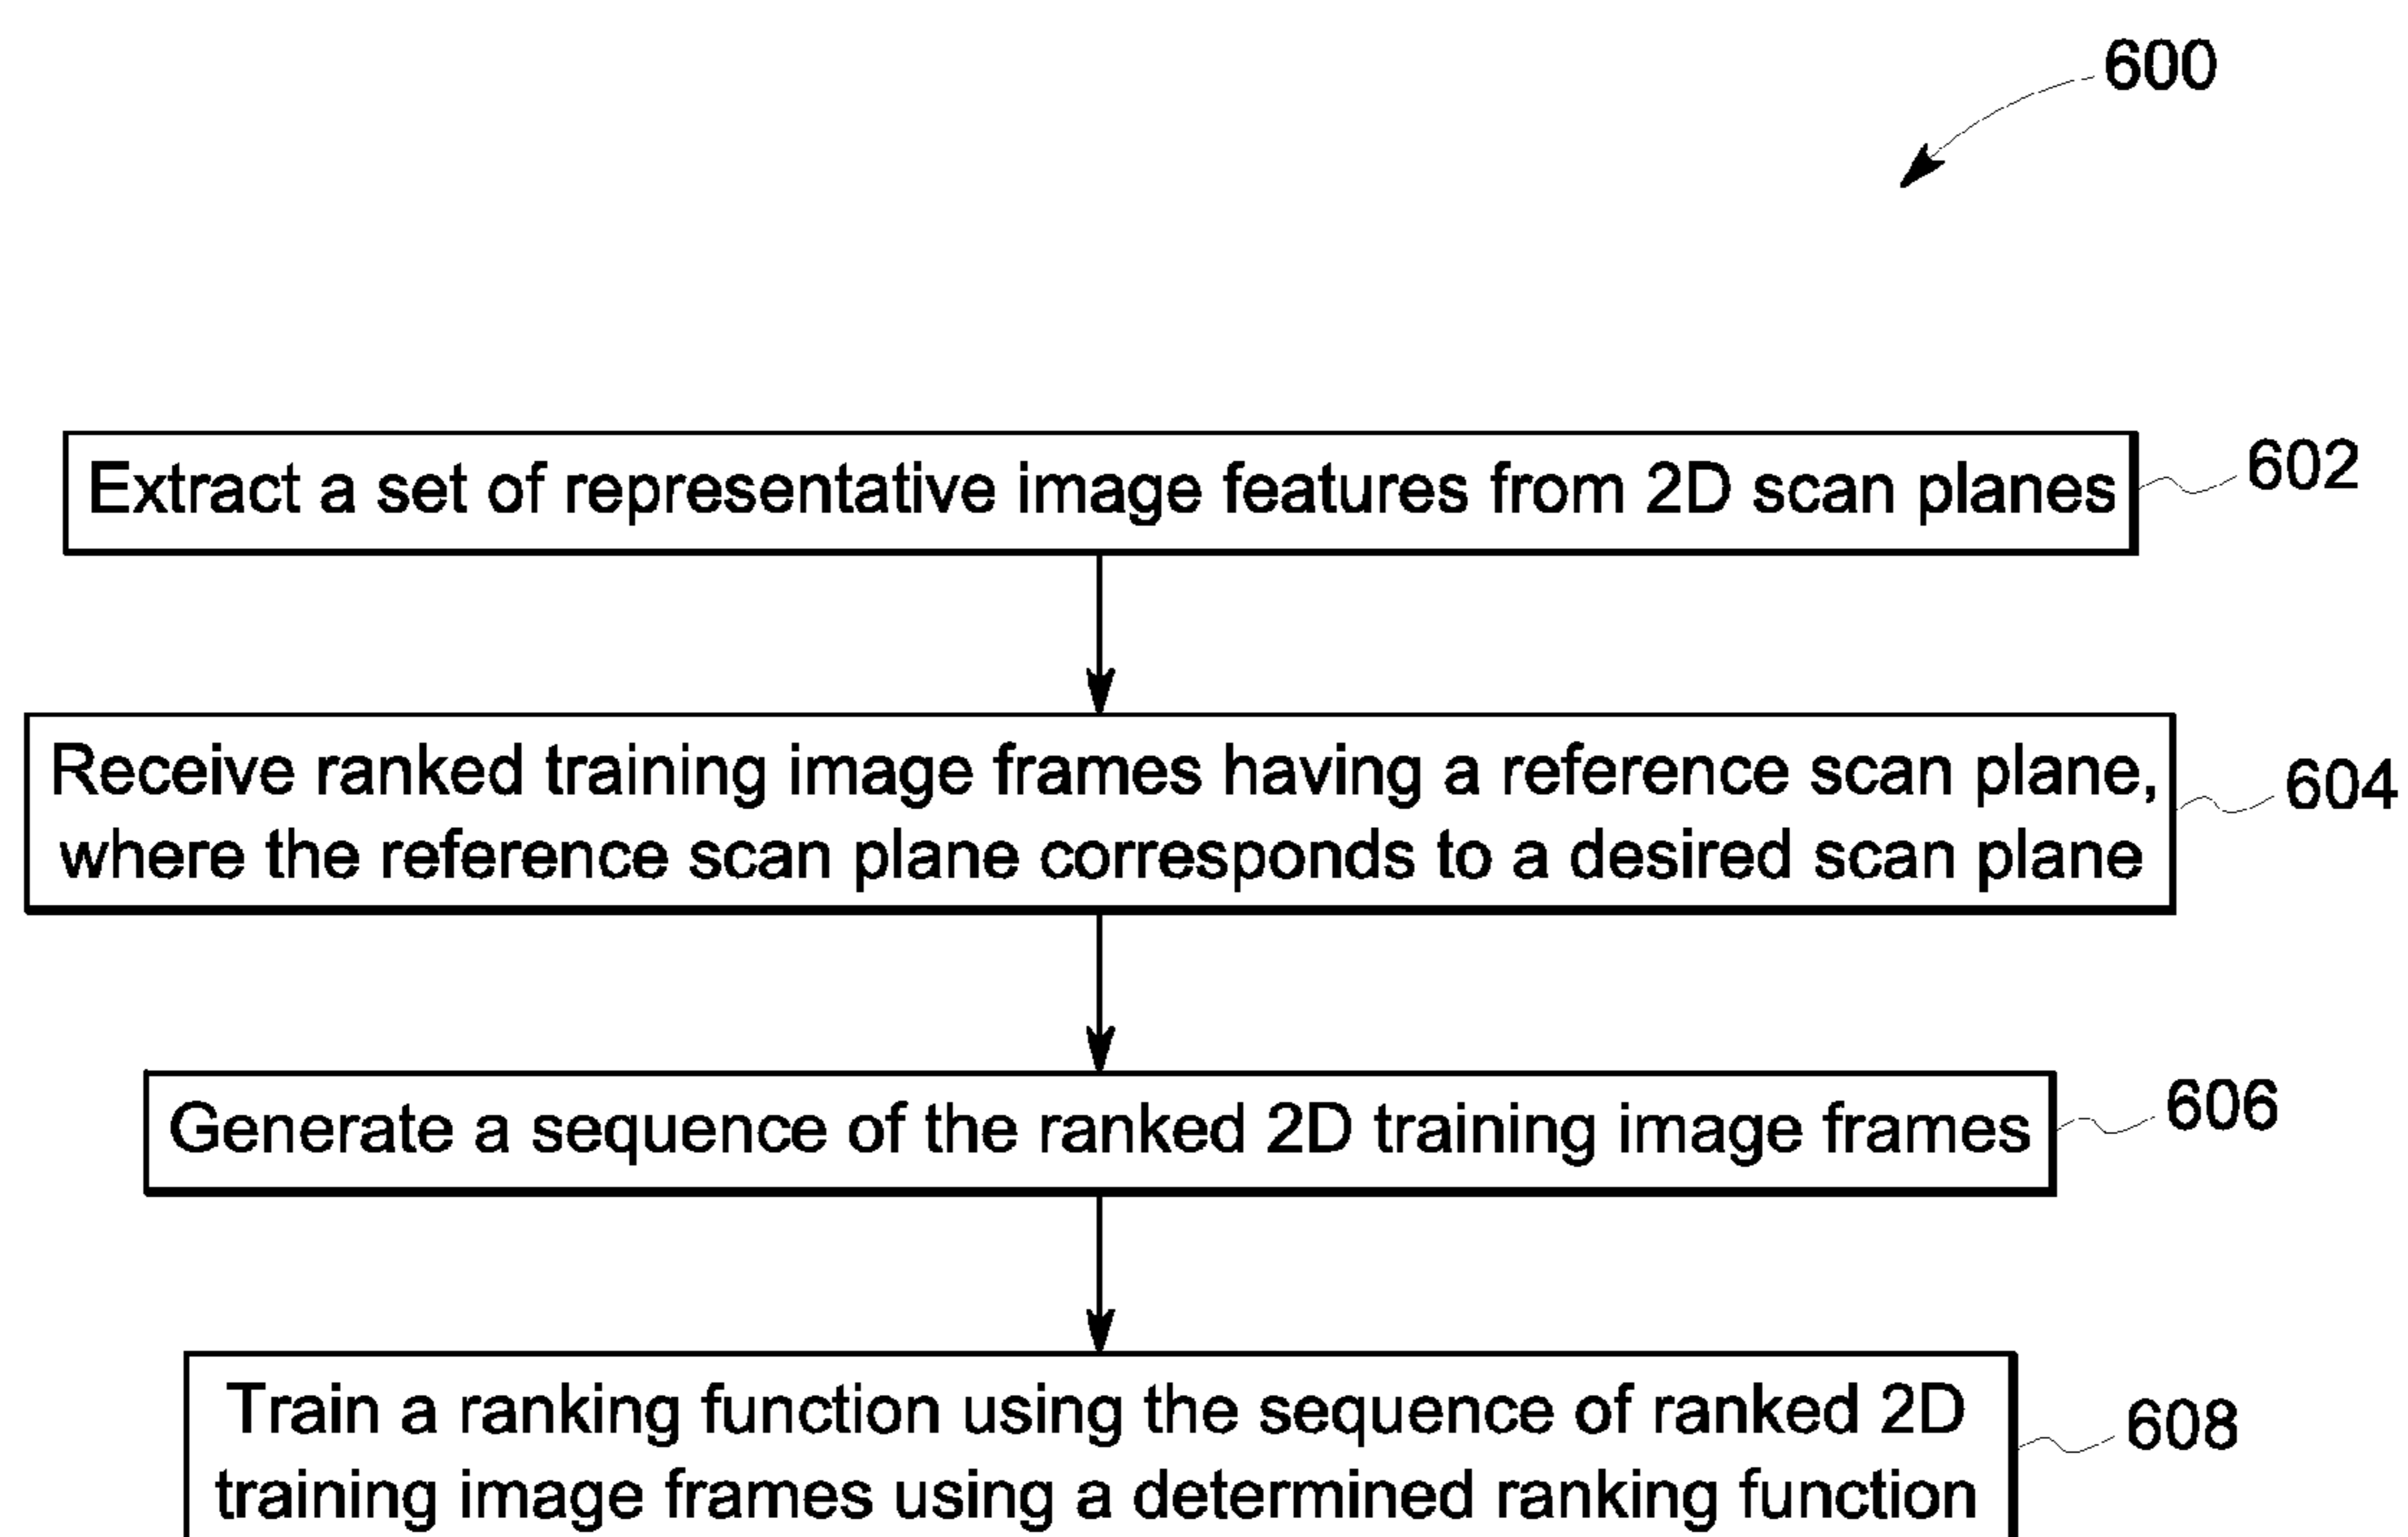 600
Extract a set of representative image features from 2D scan planes
602
Receive ranked training image frames having a reference scan plane,
where the reference scan plane corresponds to a desired scan plane
604
Generate a sequence of the ranked 2D training image frames
606
Train a ranking function using the sequence of ranked 2D
training image frames using a determined ranking function
608